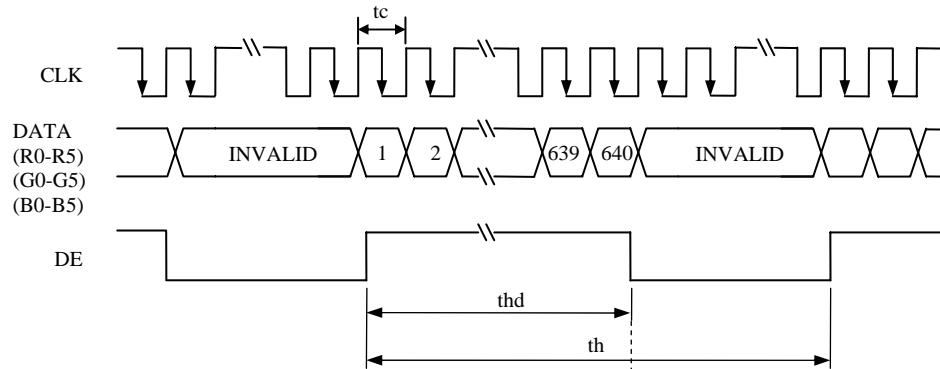 tc
CLK
DATA
(R0-R5)
(G0-G5)
(B0-B5)
INVALID 1 2 639 640 INVALID
DE
thd
th